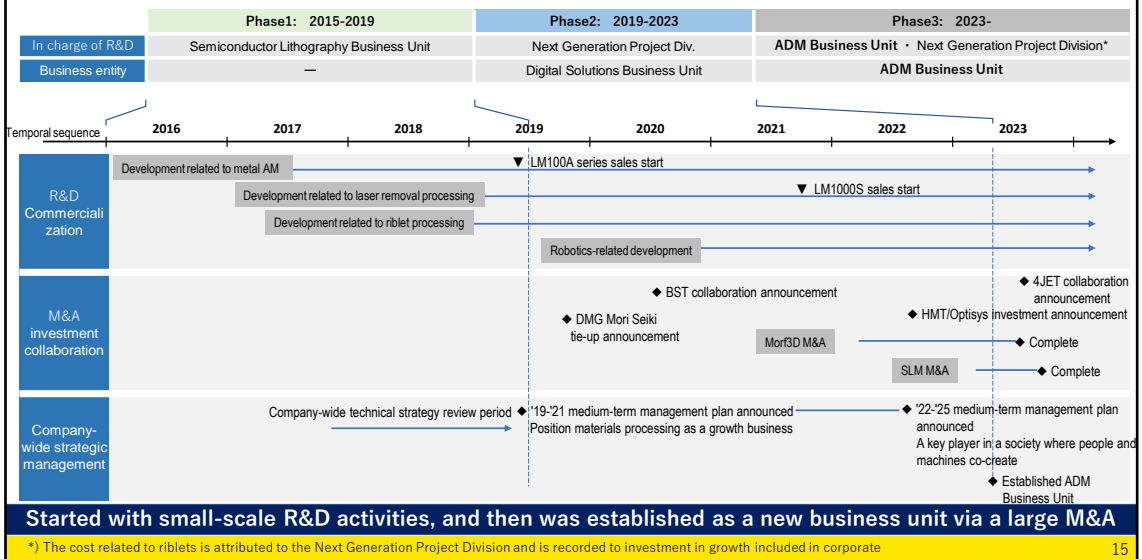 Phase1: 2015-2019
Phase2: 2019-2023
Phase3: 2023-
In charge of R&D
Semiconductor Lithography Business Unit
Next Generation Project Div.
ADM Business Unit ・ Next Generation Project Division*
Business entity
—
Digital Solutions Business Unit
ADM Business Unit
Temporal sequence
2016
2017
2018
2019
2020
2021
2022
2023
R&D
Commerciali
zation
Development related to metal AM
▼ LM100A series sales start
Development related to laser removal processing
▼ LM1000S sales start
Development related to riblet processing
Robotics-related development
M&A
investment
collaboration
◆ 4JET collaboration
announcement
◆ BST collaboration announcement
◆ HMT/Optisys investment announcement
◆ DMG Mori Seiki
tie-up announcement
Morf3D M&A
◆ Complete
SLM M&A
◆ Complete
Company-
wide strategic
management
Company-wide technical strategy review period
◆ '19-'21 medium-term management plan announced
Position materials processing as a growth business
◆ '22-'25 medium-term management plan
announced
A key player in a society where people and
machines co-create
◆ Established ADM
Business Unit
Started with small-scale R&D activities, and then was established as a new business unit via a large M&A
*) The cost related to riblets is attributed to the Next Generation Project Division and is recorded to investment in growth included in corporate
15